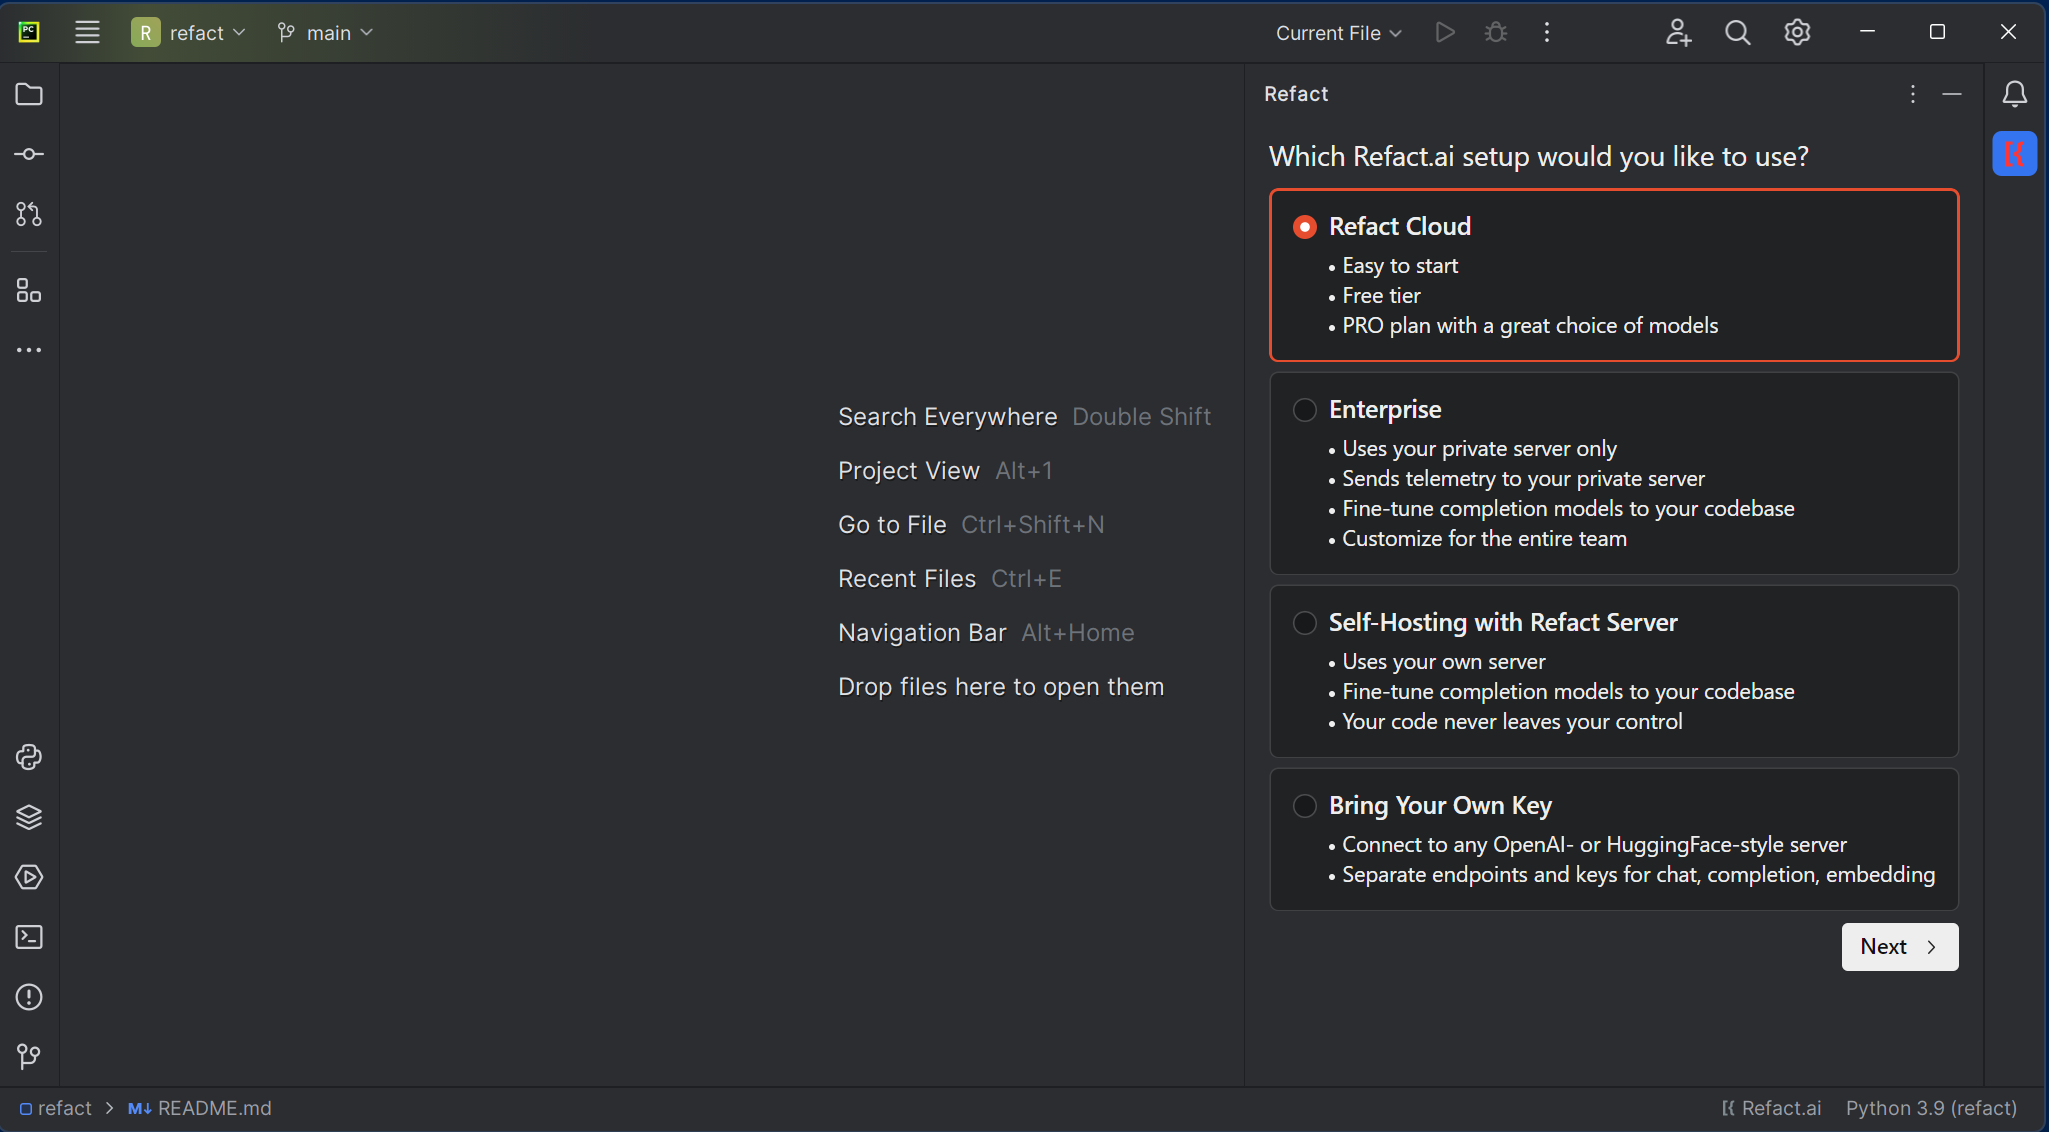 PC
R refact main Current File
Refact
Which Refact.ai setup would you like to use?
Refact Cloud
• Easy to start
• Free tier
• PRO plan with a great choice of models
Enterprise
• Uses your private server only
• Sends telemetry to your private server
• Fine-tune completion models to your codebase
• Customize for the entire team
Self-Hosting with Refact Server
• Uses your own server
• Fine-tune completion models to your codebase
• Your code never leaves your control
Bring Your Own Key
• Connect to any OpenAI- or HuggingFace-style server
• Separate endpoints and keys for chat, completion, embedding
Next
Search Everywhere Double Shift
Project View Alt+1
Go to File Ctrl+Shift+N
Recent Files Ctrl+E
Navigation Bar Alt+Home
Drop files here to open them
refact > M↓ README.md
Refact.ai Python 3.9 (refact)